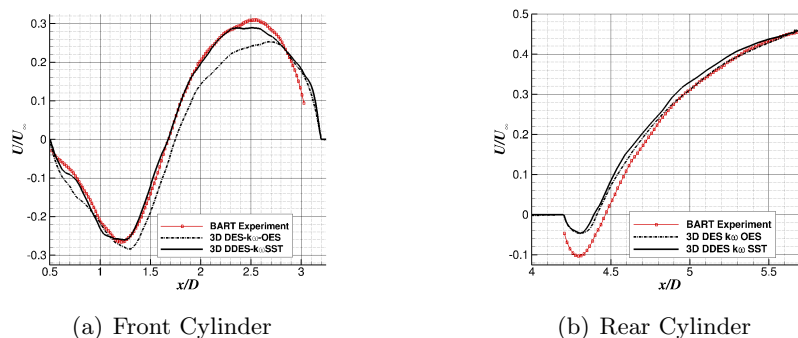 0.3
0.2
0.1
0
-0.1
-0.2
-0.3
U/U∞
0.5 1 1.5 2 2.5 3
x/D
BART Experiment
3D DES-kω-OES
3D DDES-kωSST
(a) Front Cylinder
0.5
0.4
0.3
0.2
0.1
0
-0.1
U/U∞
4 4.5 5 5.5
x/D
BART Experiment
3D DES kω OES
3D DDES kω SST
(b) Rear Cylinder